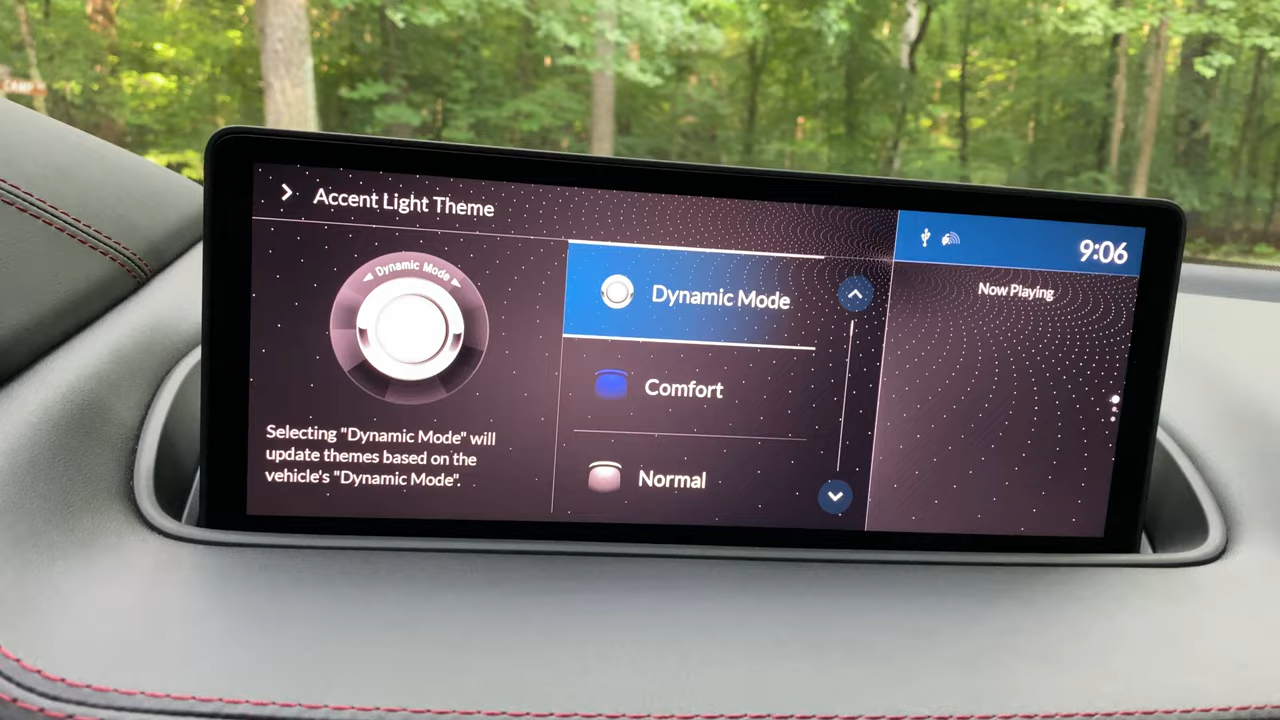 CAMP
Accent Light Theme
9:06
Now Playing
◄ Dynamic Mode ►
Selecting "Dynamic Mode" will
update themes based on the
vehicle's "Dynamic Mode".
Dynamic Mode
Comfort
Normal